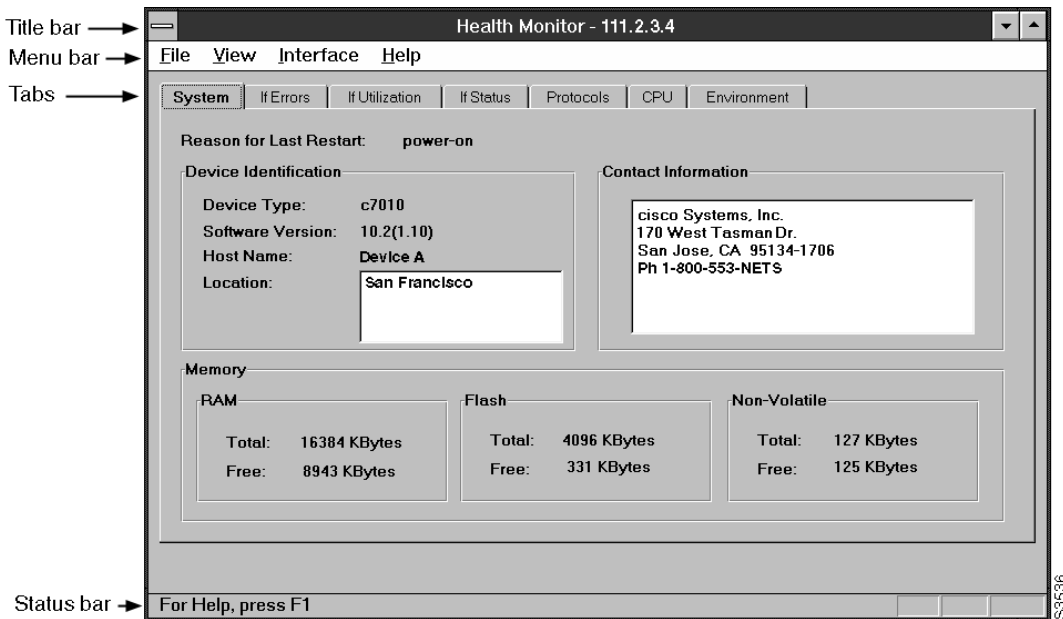 Title bar
Health Monitor - 111.2.3.4
Menu bar
File View Interface Help
Tabs
System If Errors If Utilization If Status Protocols CPU Environment
Reason for Last Restart: power-on
Device Identification
Device Type: c7010
Software Version: 10.2(1.10)
Host Name: Device A
Location: San Francisco
Contact Information
cisco Systems, Inc.
170 West Tasman Dr.
San Jose, CA 95134-1706
Ph 1-800-553-NETS
Memory
RAM
Total: 16384 KBytes
Free: 8943 KBytes
Flash
Total: 4096 KBytes
Free: 331 KBytes
Non-Volatile
Total: 127 KBytes
Free: 125 KBytes
Status bar
For Help, press F1
S3536